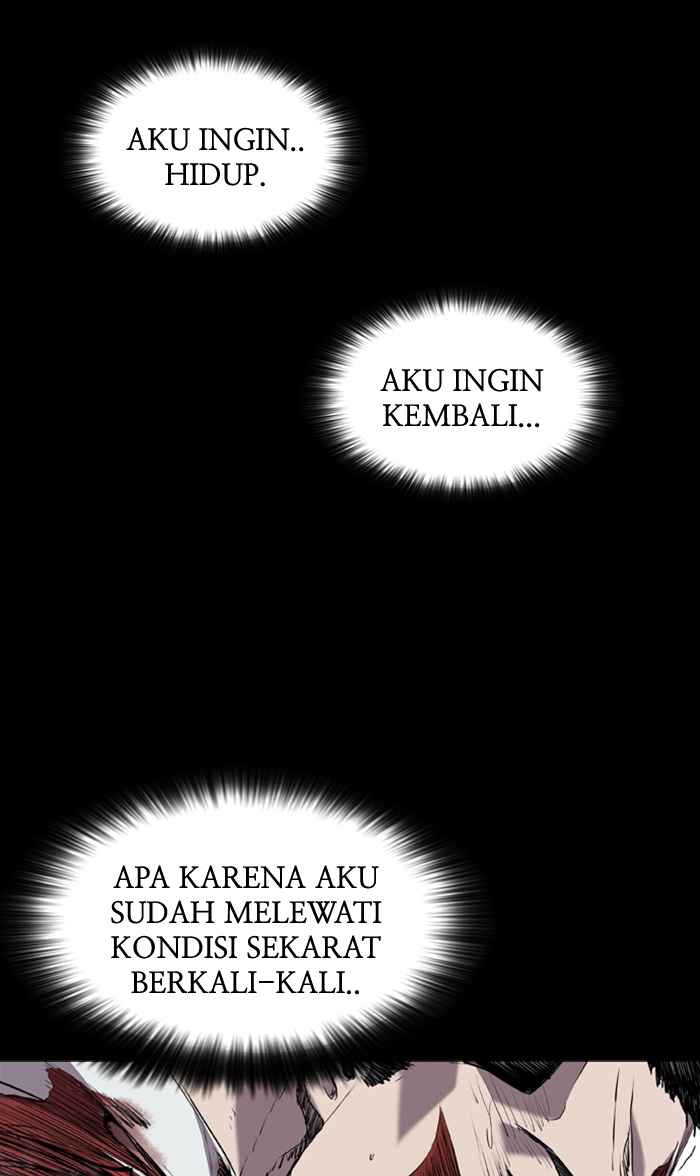 AKU INGIN..
HIDUP.
AKU INGIN
KEMBALI...
APA KARENA AKU
SUDAH MELEWATI
KONDISI SEKARAT
BERKALI-KALI..